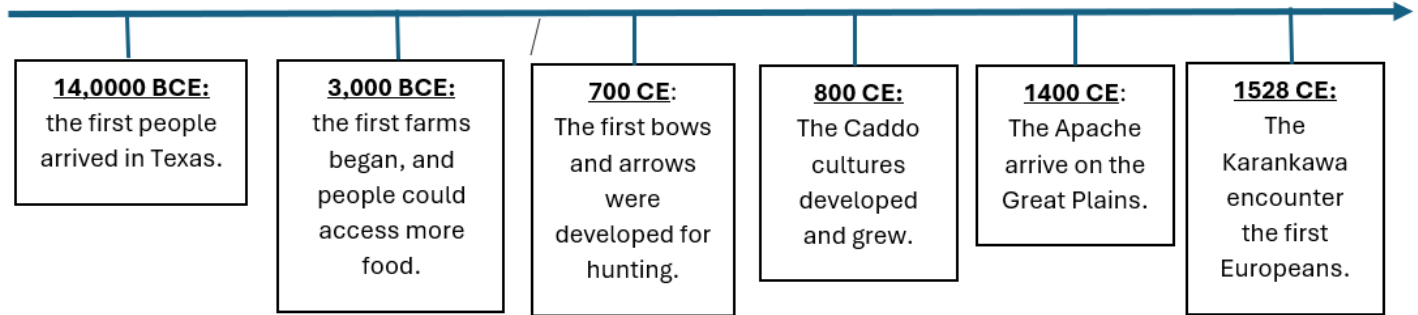 14,0000 BCE:
the first people
arrived in Texas.
3,000 BCE:
the first farms
began, and
people could
access more
food.
700 CE:
The first bows
and arrows
were
developed for
hunting.
800 CE:
The Caddo
cultures
developed
and grew.
1400 CE:
The Apache
arrive on the
Great Plains.
1528 CE:
The
Karankawa
encounter
the first
Europeans.